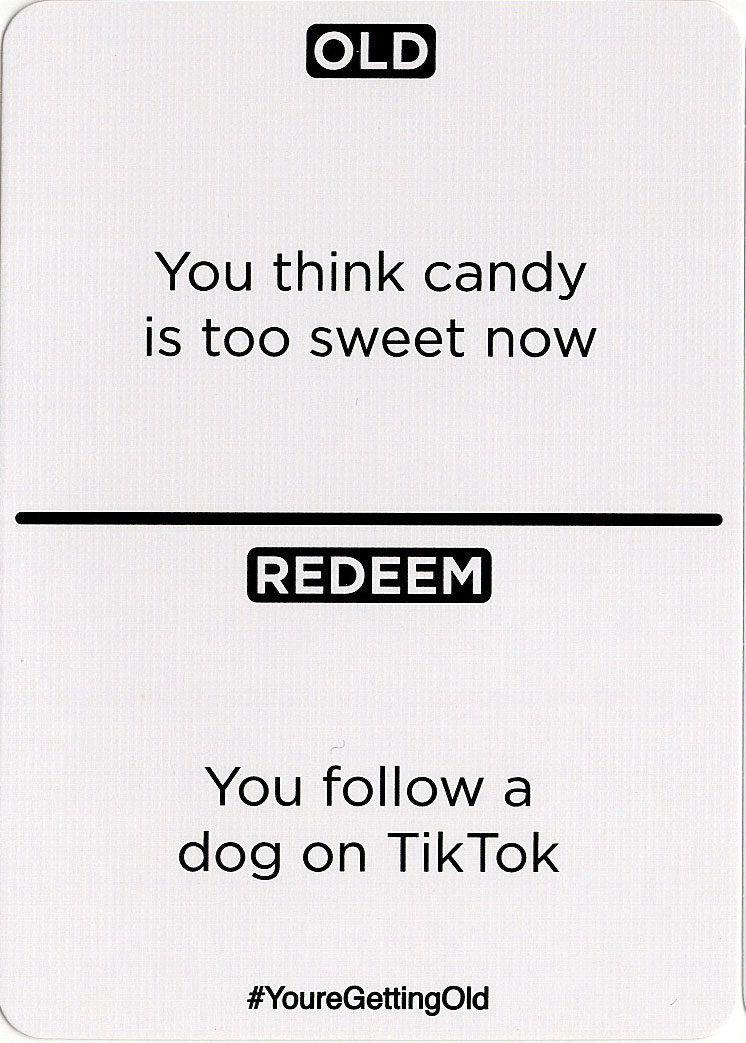 OLD
You think candy
is too sweet now
REDEEM
You follow a
dog on TikTok
#YoureGettingOld